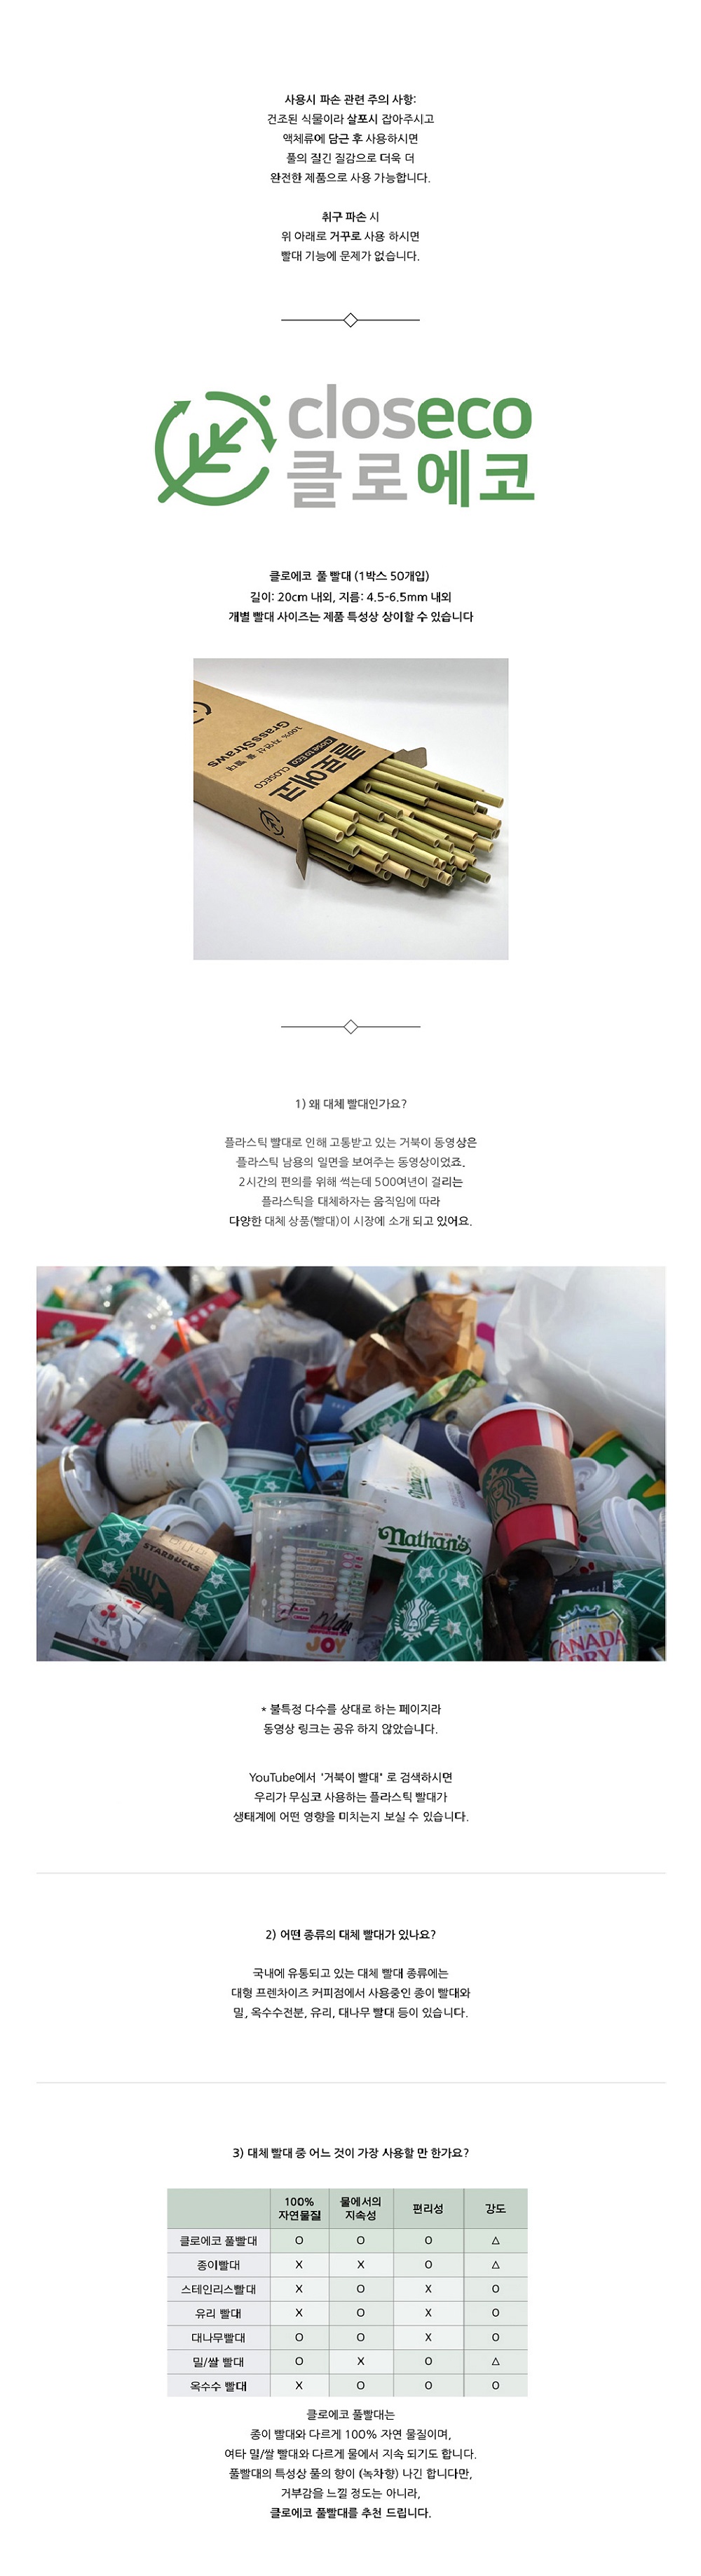 사용시 파손 관련 주의 사항:
건조된 식물이라 살포시 잡아주시고
액체류에 담근 후 사용하시면
풀의 질긴 질감으로 더욱 더
완전한 제품으로 사용 가능합니다.
취구 파손 시
위 아래로 거꾸로 사용 하시면
빨대 기능에 문제가 없습니다.
closeco
클로에코
클로에코 풀 빨대 (1박스 50개입)
길이: 20cm 내외, 지름: 4.5-6.5mm 내외
개별 빨대 사이즈는 제품 특성상 상이할 수 있습니다
클로에코
Close to Eco CLOSECO
100% 자연산 풀 빨대
GrassStraws
1) 왜 대체 빨대인가요?
플라스틱 빨대로 인해 고통받고 있는 거북이 동영상은
플라스틱 남용의 일면을 보여주는 동영상이었죠.
2시간의 편의를 위해 썩는데 500여년이 걸리는
플라스틱을 대체하자는 움직임에 따라
다양한 대체 상품(빨대)이 시장에 소개 되고 있어요.
Nathan's
STARBUCKS
JOY
CANADA
DRY
* 불특정 다수를 상대로 하는 페이지라
동영상 링크는 공유 하지 않았습니다.
YouTube에서 '거북이 빨대' 로 검색하시면
우리가 무심코 사용하는 플라스틱 빨대가
생태계에 어떤 영향을 미치는지 보실 수 있습니다.
2) 어떤 종류의 대체 빨대가 있나요?
국내에 유통되고 있는 대체 빨대 종류에는
대형 프렌차이즈 커피점에서 사용중인 종이 빨대와
밀, 옥수수전분, 유리, 대나무 빨대 등이 있습니다.
3) 대체 빨대 중 어느 것이 가장 사용할 만 한가요?
100% 자연물질 물에서의 지속성 편리성 강도
클로에코 풀빨대 O O O △
종이빨대 X X O △
스테인리스빨대 X O X O
유리 빨대 X O X O
대나무빨대 O O X O
밀/쌀 빨대 O X O △
옥수수 빨대 X O O O
클로에코 풀빨대는
종이 빨대와 다르게 100% 자연 물질이며,
여타 밀/쌀 빨대와 다르게 물에서 지속 되기도 합니다.
풀빨대의 특성상 풀의 향이 (녹차향) 나긴 합니다만,
거부감을 느낄 정도는 아니라,
클로에코 풀빨대를 추천 드립니다.